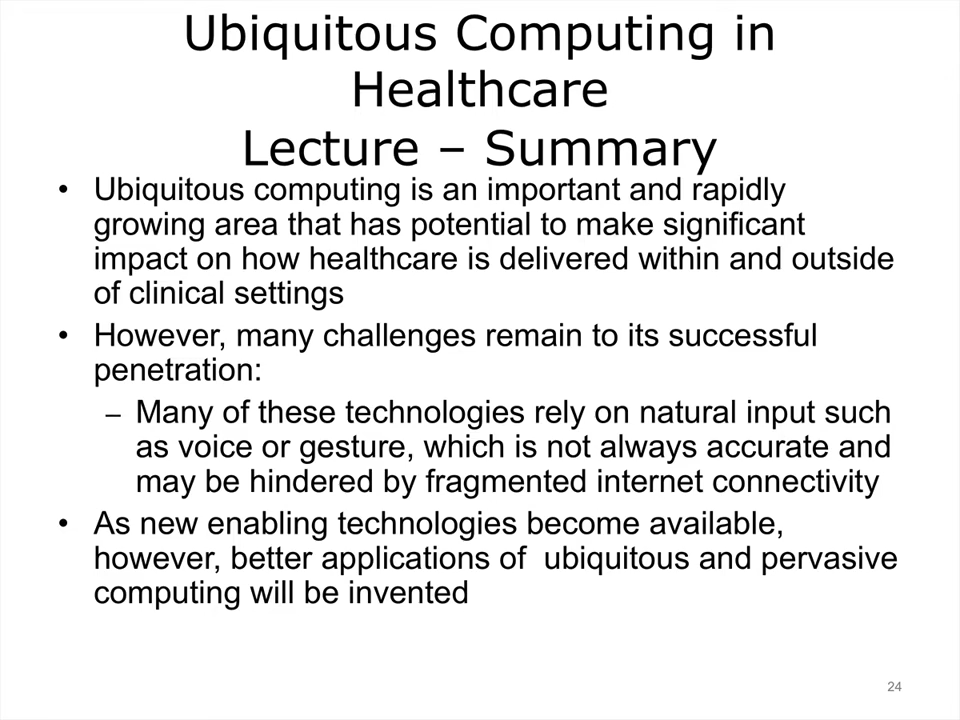 Ubiquitous Computing in
Healthcare
Lecture – Summary
• Ubiquitous computing is an important and rapidly
growing area that has potential to make significant
impact on how healthcare is delivered within and outside
of clinical settings
• However, many challenges remain to its successful
penetration:
– Many of these technologies rely on natural input such
as voice or gesture, which is not always accurate and
may be hindered by fragmented internet connectivity
• As new enabling technologies become available,
however, better applications of  ubiquitous and pervasive
computing will be invented
24